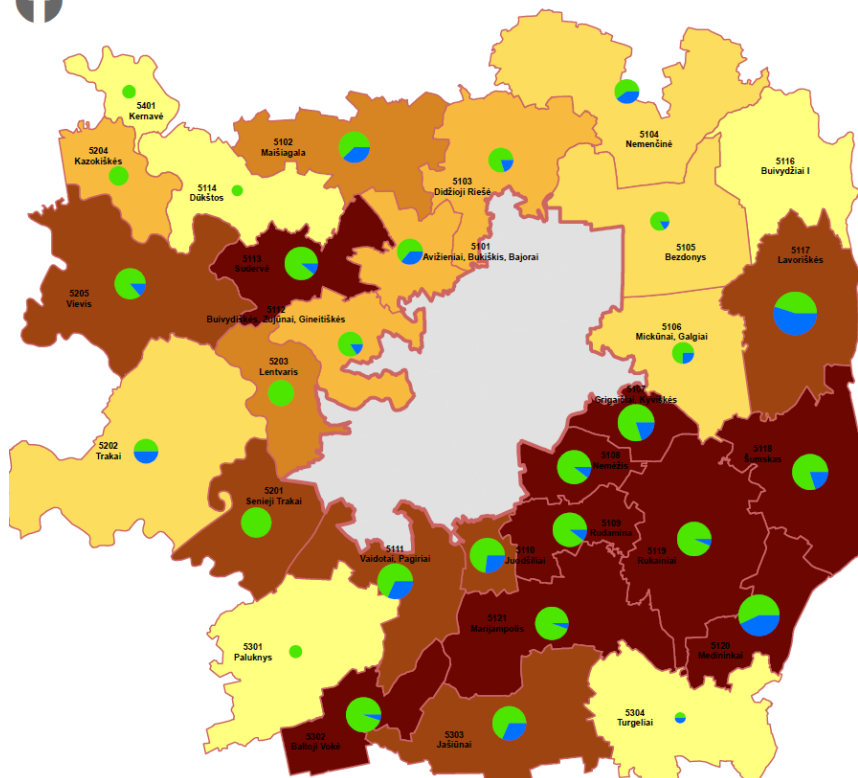 5401
Kernavė
5204
Kazokiškės
5114
Dūkštos
5102
Maišiagala
5103
Didžioji Riešė
5104
Nemenčinė
5116
Buivydžiai I
5101
Avižieniai, Bukiškis, Bajorai
5105
Bezdonys
5117
Lavoriškės
5113
Sudervė
5205
Vievis
5112
Buivydiškės, Zujūnai, Gineitiškės
5203
Lentvaris
5106
Mickūnai, Galgiai
5107
Grigaičiai, Kyviškės
5202
Trakai
5108
Nemėžis
5118
Šumskas
5201
Senieji Trakai
5109
Rudamina
5111
Vaidotai, Pagiriai
5110
Juodšiliai
5119
Rukainiai
5121
Marijampolis
5301
Paluknys
5120
Medininkai
5302
Baltoji Vokė
5303
Jašiūnai
5304
Turgeliai